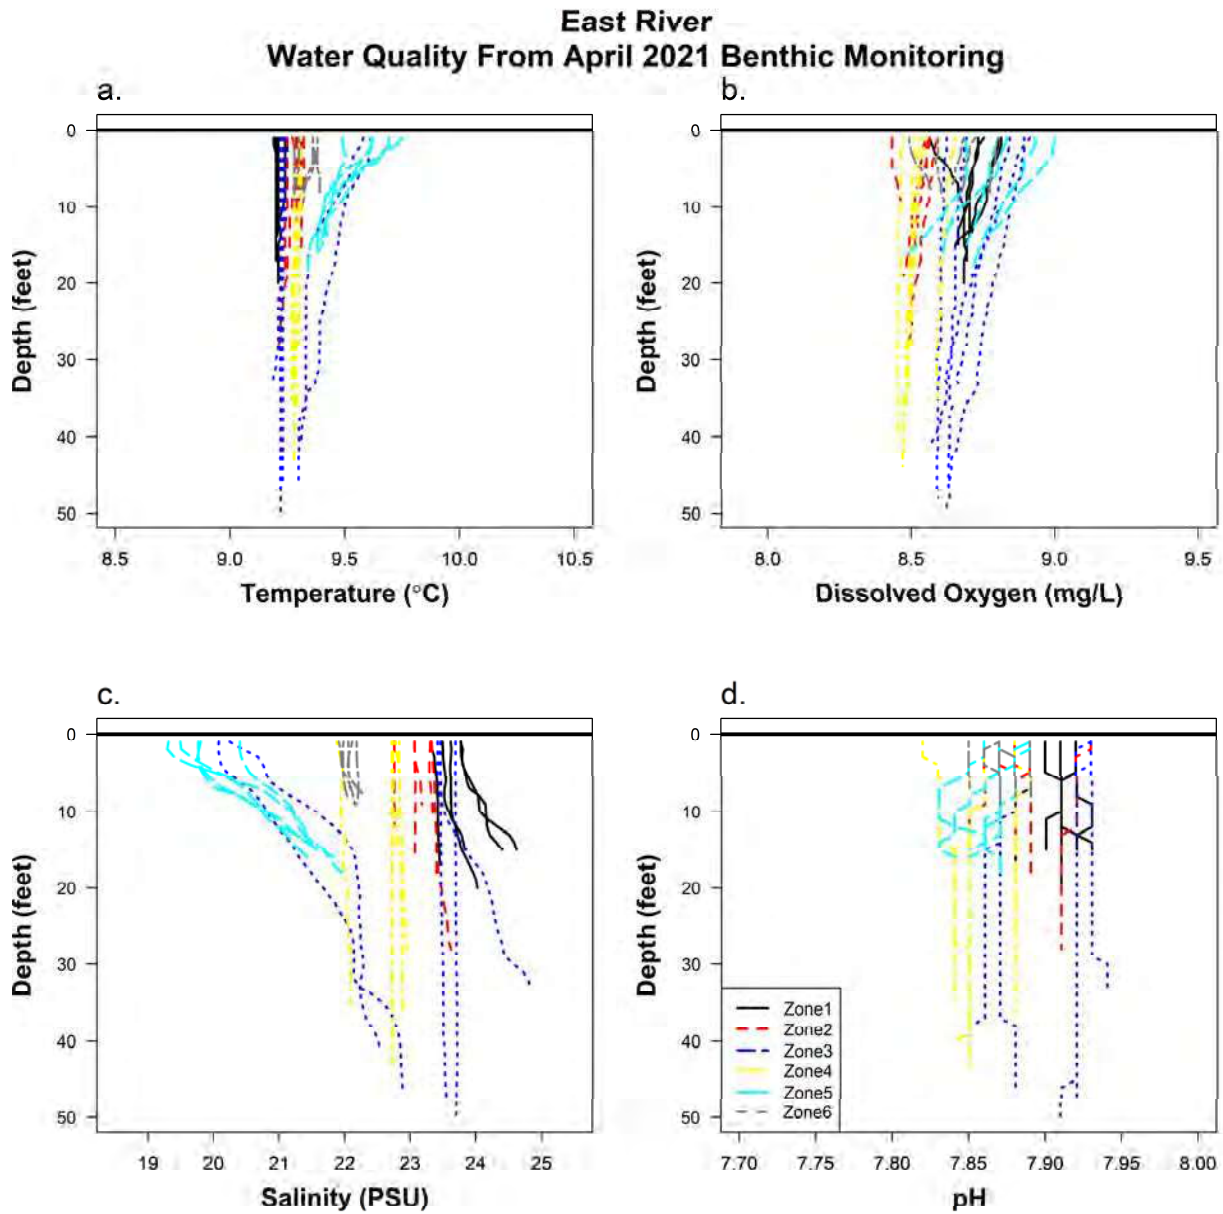 East River
Water Quality From April 2021 Benthic Monitoring
a.
0
10
20
30
40
50
Depth (feet)
8.5 9.0 9.5 10.0 10.5
Temperature (°C)
b.
0
10
20
30
40
50
Depth (feet)
8.0 8.5 9.0 9.5
Dissolved Oxygen (mg/L)
c.
0
10
20
30
40
50
Depth (feet)
19 20 21 22 23 24 25
Salinity (PSU)
d.
0
10
20
30
40
50
Depth (feet)
Zone1
Zone2
Zone3
Zone4
Zone5
Zone6
7.70 7.75 7.80 7.85 7.90 7.95 8.00
pH